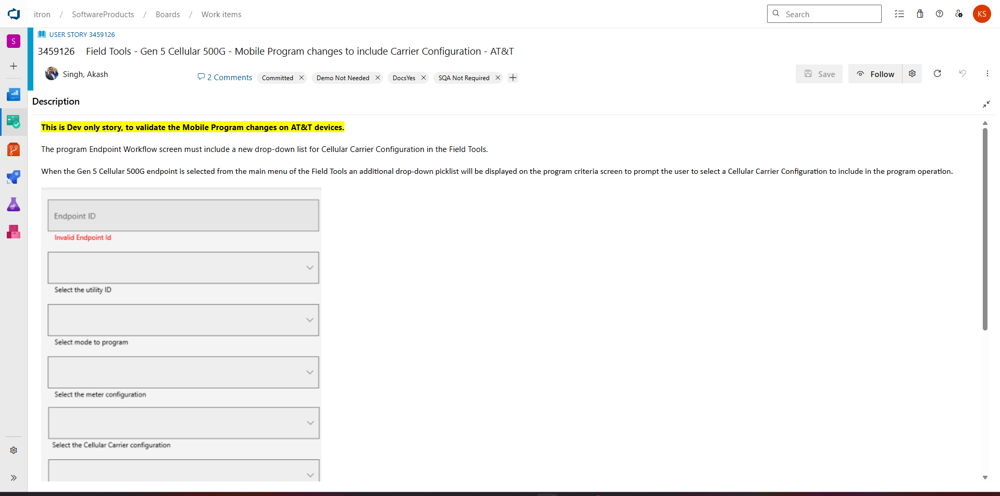 itron / SoftwareProducts / Boards / Work items
Search
KS
S
USER STORY 3459126
3459126 Field Tools - Gen 5 Cellular 500G - Mobile Program changes to include Carrier Configuration - AT&T
Singh, Akash
2 Comments
Committed
Demo Not Needed
DocsYes
SQA Not Required
Save
Follow
Description
This is Dev only story, to validate the Mobile Program changes on AT&T devices.
The program Endpoint Workflow screen must include a new drop-down list for Cellular Carrier Configuration in the Field Tools.
When the Gen 5 Cellular 500G endpoint is selected from the main menu of the Field Tools an additional drop-down picklist will be displayed on the program criteria screen to prompt the user to select a Cellular Carrier Configuration to include in the program operation.
Endpoint ID
Invalid Endpoint Id
Select the utility ID
Select mode to program
Select the meter configuration
Select the Cellular Carrier configuration